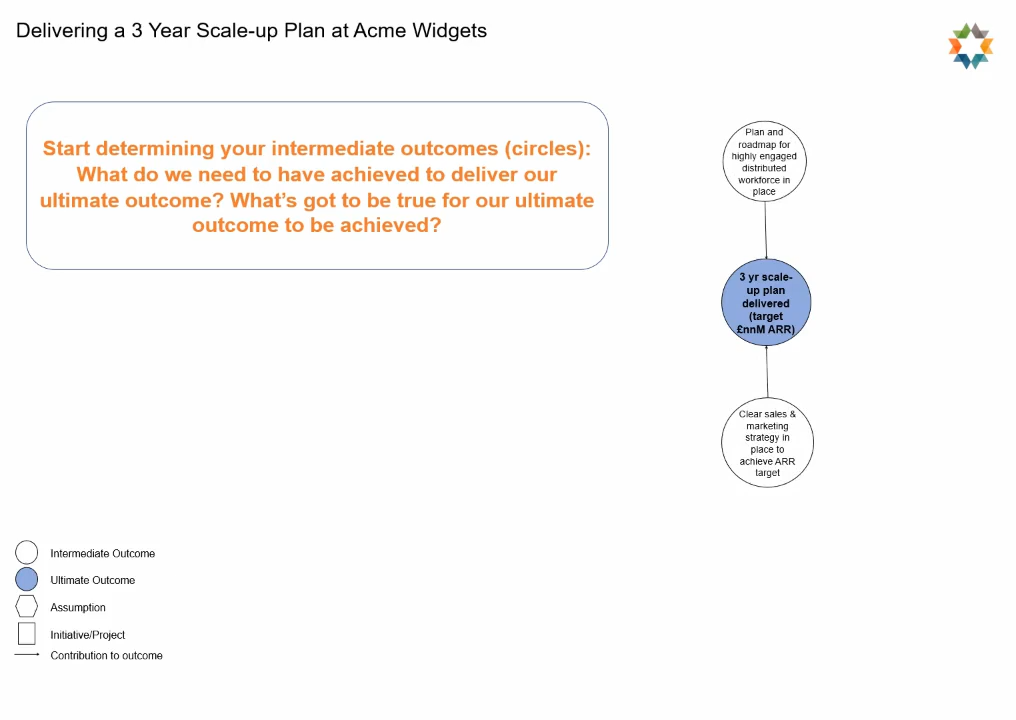 Delivering a 3 Year Scale-up Plan at Acme Widgets
Start determining your intermediate outcomes (circles):
What do we need to have achieved to deliver our
ultimate outcome? What’s got to be true for our ultimate
outcome to be achieved?
Plan and
roadmap for
highly engaged
distributed
workforce in
place
3 yr scale-
up plan
delivered
(target
£nnM ARR)
Clear sales &
marketing
strategy in
place to
achieve ARR
target
Intermediate Outcome
Ultimate Outcome
Assumption
Initiative/Project
Contribution to outcome